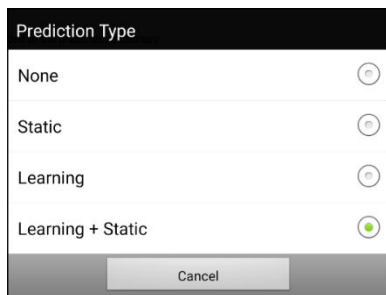 Prediction Type
None
Static
Learning
Learning + Static
Cancel